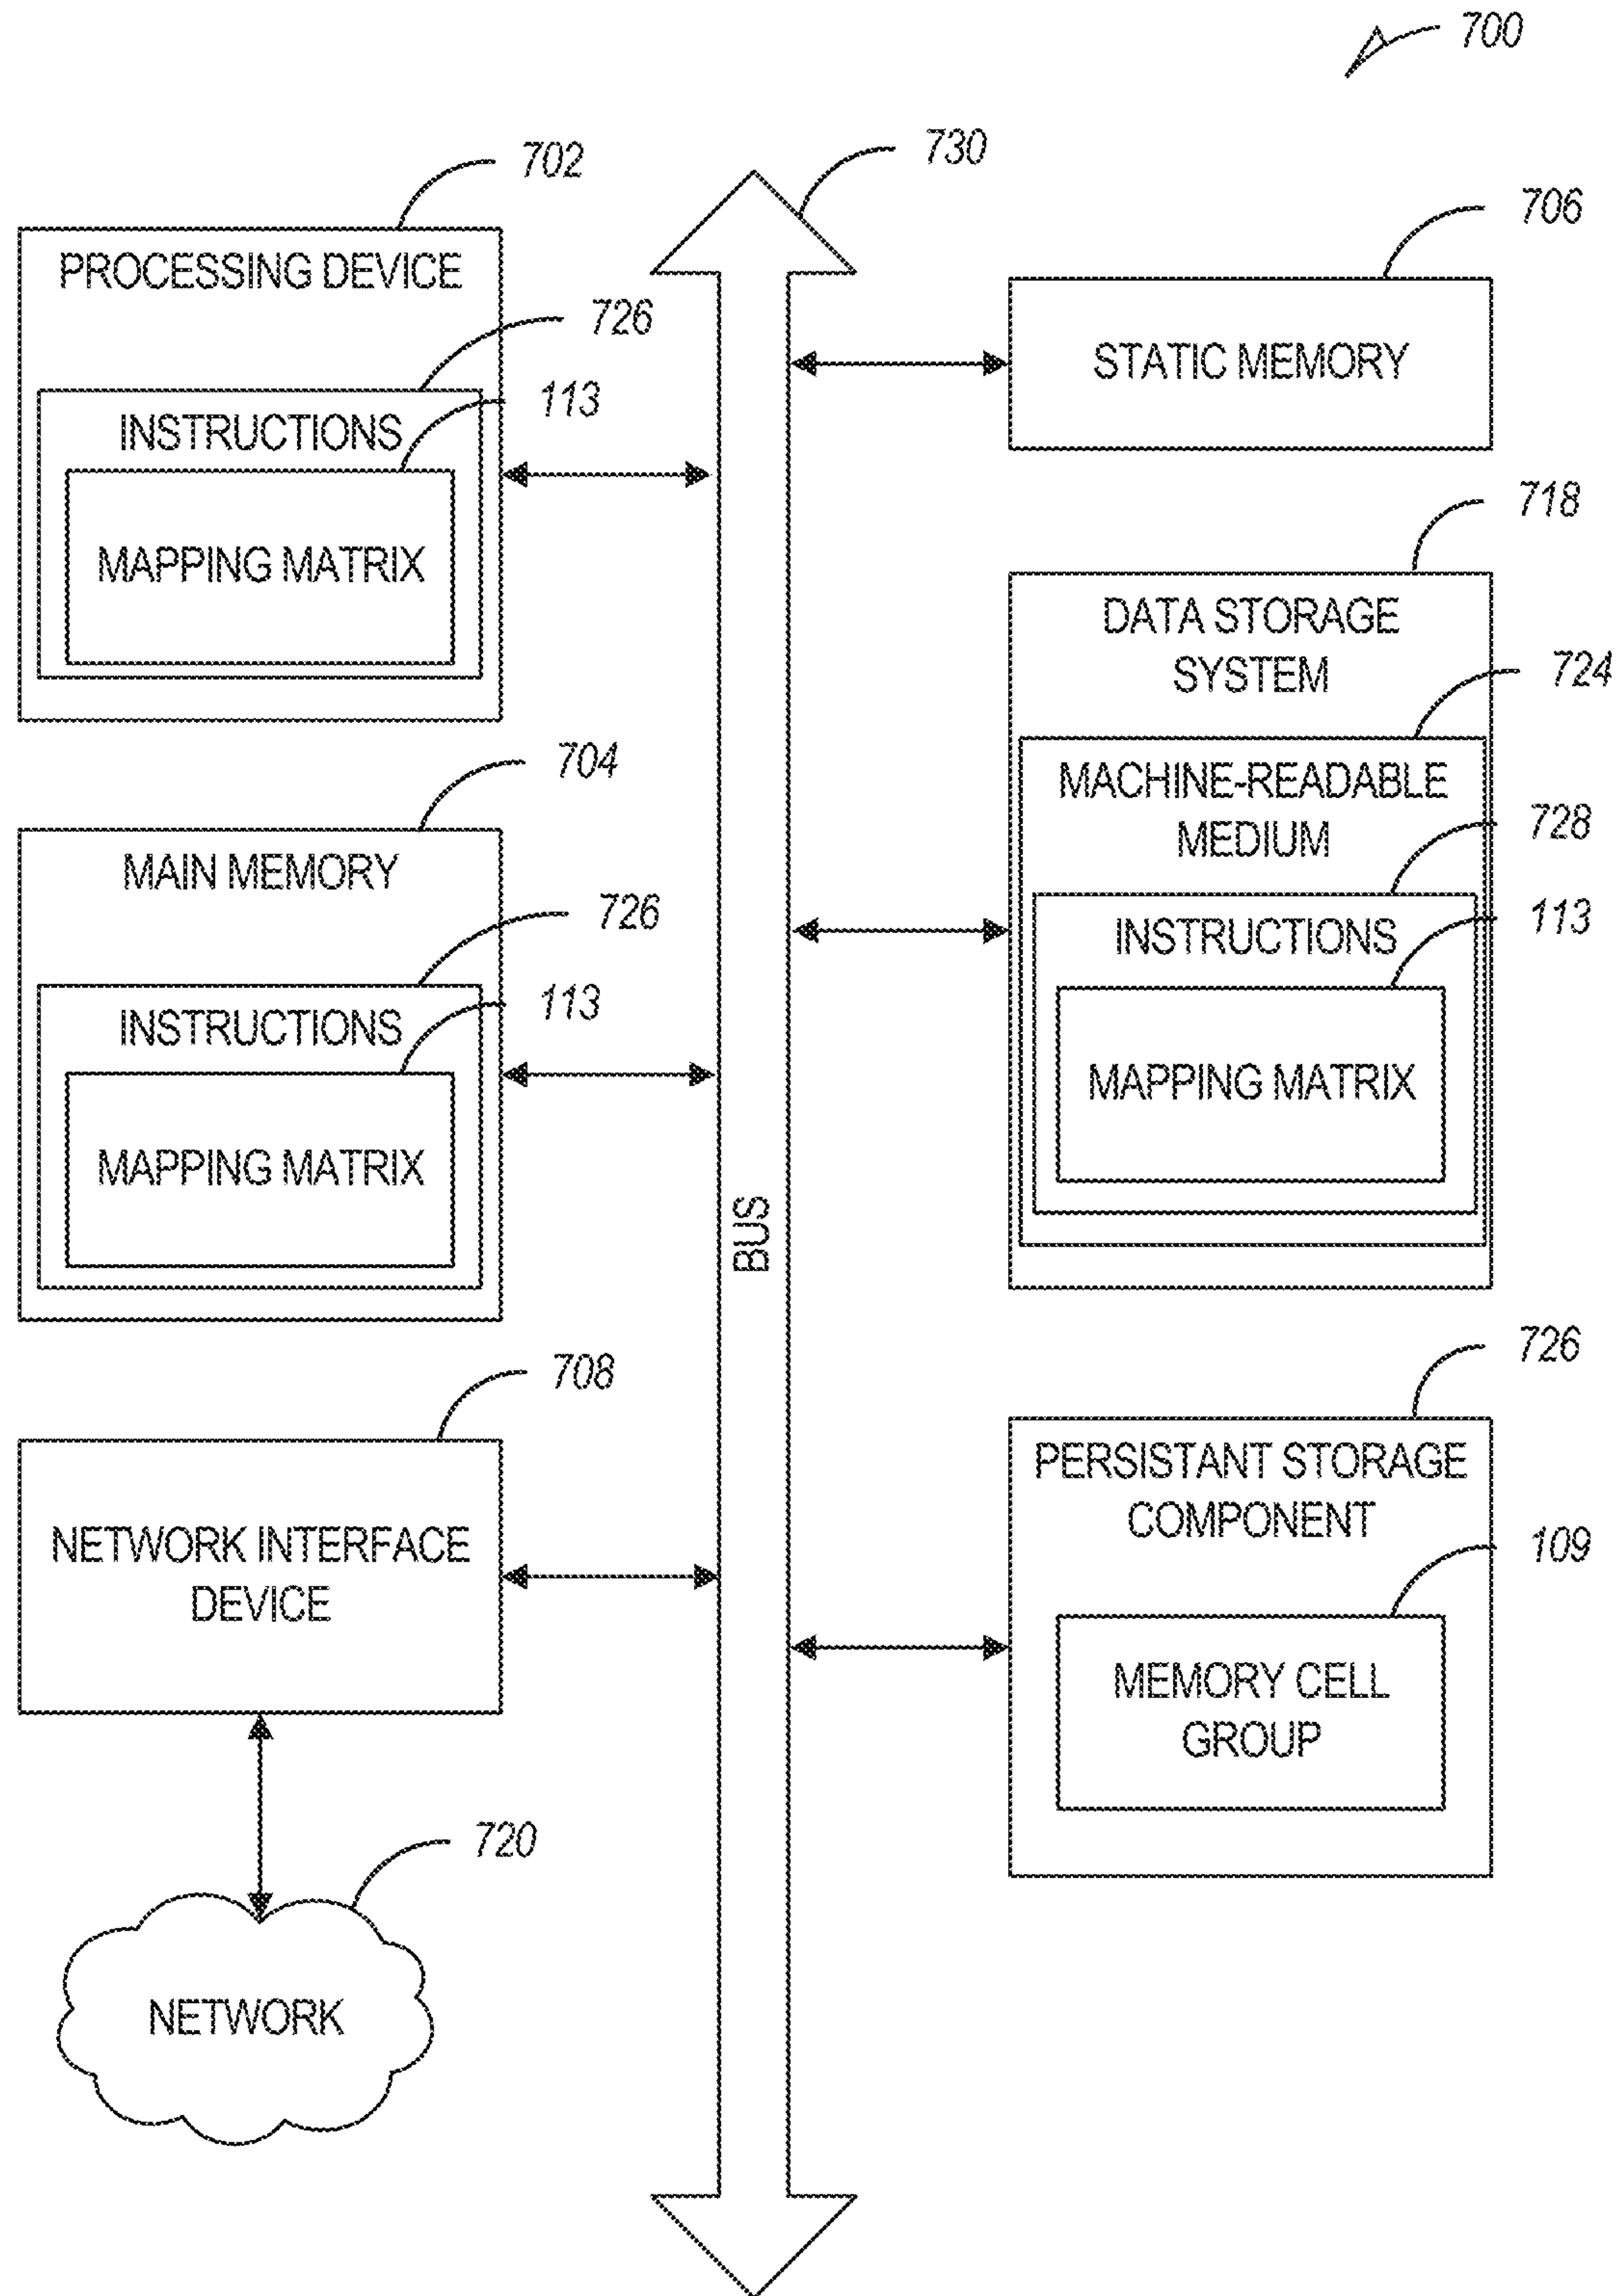 700
730
702
PROCESSING DEVICE
726
INSTRUCTIONS
113
MAPPING MATRIX
704
MAIN MEMORY
726
INSTRUCTIONS
113
MAPPING MATRIX
708
NETWORK INTERFACE
DEVICE
720
NETWORK
BUS
706
STATIC MEMORY
718
DATA STORAGE
SYSTEM
724
MACHINE-READABLE
MEDIUM
728
INSTRUCTIONS
113
MAPPING MATRIX
726
PERSISTANT STORAGE
COMPONENT
109
MEMORY CELL
GROUP